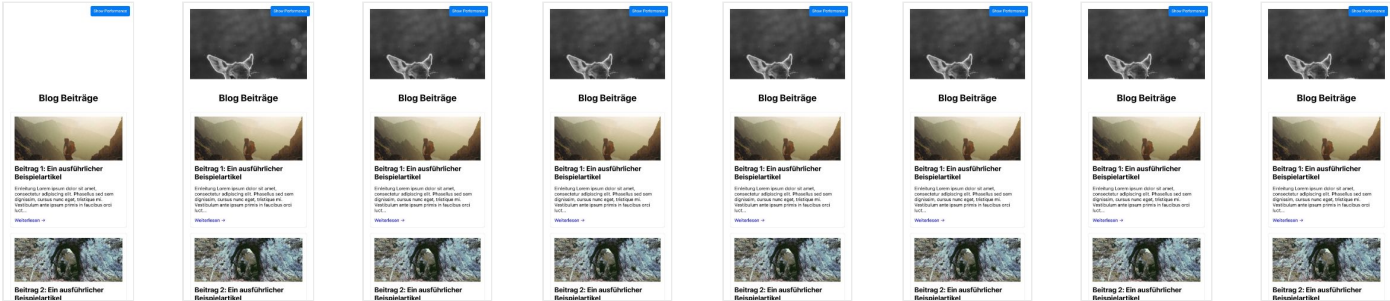 Show Performance
Blog Beiträge
Beitrag 1: Ein ausführlicher
Beispielartikel
Einleitung Lorem ipsum dolor sit amet,
consectetur adipiscing elit. Phasellus sed sem
dignissim, cursus nunc eget, tristique mi.
Vestibulum ante ipsum primis in faucibus orci
luct...
Weiterlesen →
Beitrag 2: Ein ausführlicher
Beispielartikel
Show Performance
Blog Beiträge
Beitrag 1: Ein ausführlicher
Beispielartikel
Einleitung Lorem ipsum dolor sit amet,
consectetur adipiscing elit. Phasellus sed sem
dignissim, cursus nunc eget, tristique mi.
Vestibulum ante ipsum primis in faucibus orci
luct...
Weiterlesen →
Beitrag 2: Ein ausführlicher
Beispielartikel
Show Performance
Blog Beiträge
Beitrag 1: Ein ausführlicher
Beispielartikel
Einleitung Lorem ipsum dolor sit amet,
consectetur adipiscing elit. Phasellus sed sem
dignissim, cursus nunc eget, tristique mi.
Vestibulum ante ipsum primis in faucibus orci
luct...
Weiterlesen →
Beitrag 2: Ein ausführlicher
Beispielartikel
Show Performance
Blog Beiträge
Beitrag 1: Ein ausführlicher
Beispielartikel
Einleitung Lorem ipsum dolor sit amet,
consectetur adipiscing elit. Phasellus sed sem
dignissim, cursus nunc eget, tristique mi.
Vestibulum ante ipsum primis in faucibus orci
luct...
Weiterlesen →
Beitrag 2: Ein ausführlicher
Beispielartikel
Show Performance
Blog Beiträge
Beitrag 1: Ein ausführlicher
Beispielartikel
Einleitung Lorem ipsum dolor sit amet,
consectetur adipiscing elit. Phasellus sed sem
dignissim, cursus nunc eget, tristique mi.
Vestibulum ante ipsum primis in faucibus orci
luct...
Weiterlesen →
Beitrag 2: Ein ausführlicher
Beispielartikel
Show Performance
Blog Beiträge
Beitrag 1: Ein ausführlicher
Beispielartikel
Einleitung Lorem ipsum dolor sit amet,
consectetur adipiscing elit. Phasellus sed sem
dignissim, cursus nunc eget, tristique mi.
Vestibulum ante ipsum primis in faucibus orci
luct...
Weiterlesen →
Beitrag 2: Ein ausführlicher
Beispielartikel
Show Performance
Blog Beiträge
Beitrag 1: Ein ausführlicher
Beispielartikel
Einleitung Lorem ipsum dolor sit amet,
consectetur adipiscing elit. Phasellus sed sem
dignissim, cursus nunc eget, tristique mi.
Vestibulum ante ipsum primis in faucibus orci
luct...
Weiterlesen →
Beitrag 2: Ein ausführlicher
Beispielartikel
Show Performance
Blog Beiträge
Beitrag 1: Ein ausführlicher
Beispielartikel
Einleitung Lorem ipsum dolor sit amet,
consectetur adipiscing elit. Phasellus sed sem
dignissim, cursus nunc eget, tristique mi.
Vestibulum ante ipsum primis in faucibus orci
luct...
Weiterlesen →
Beitrag 2: Ein ausführlicher
Beispielartikel